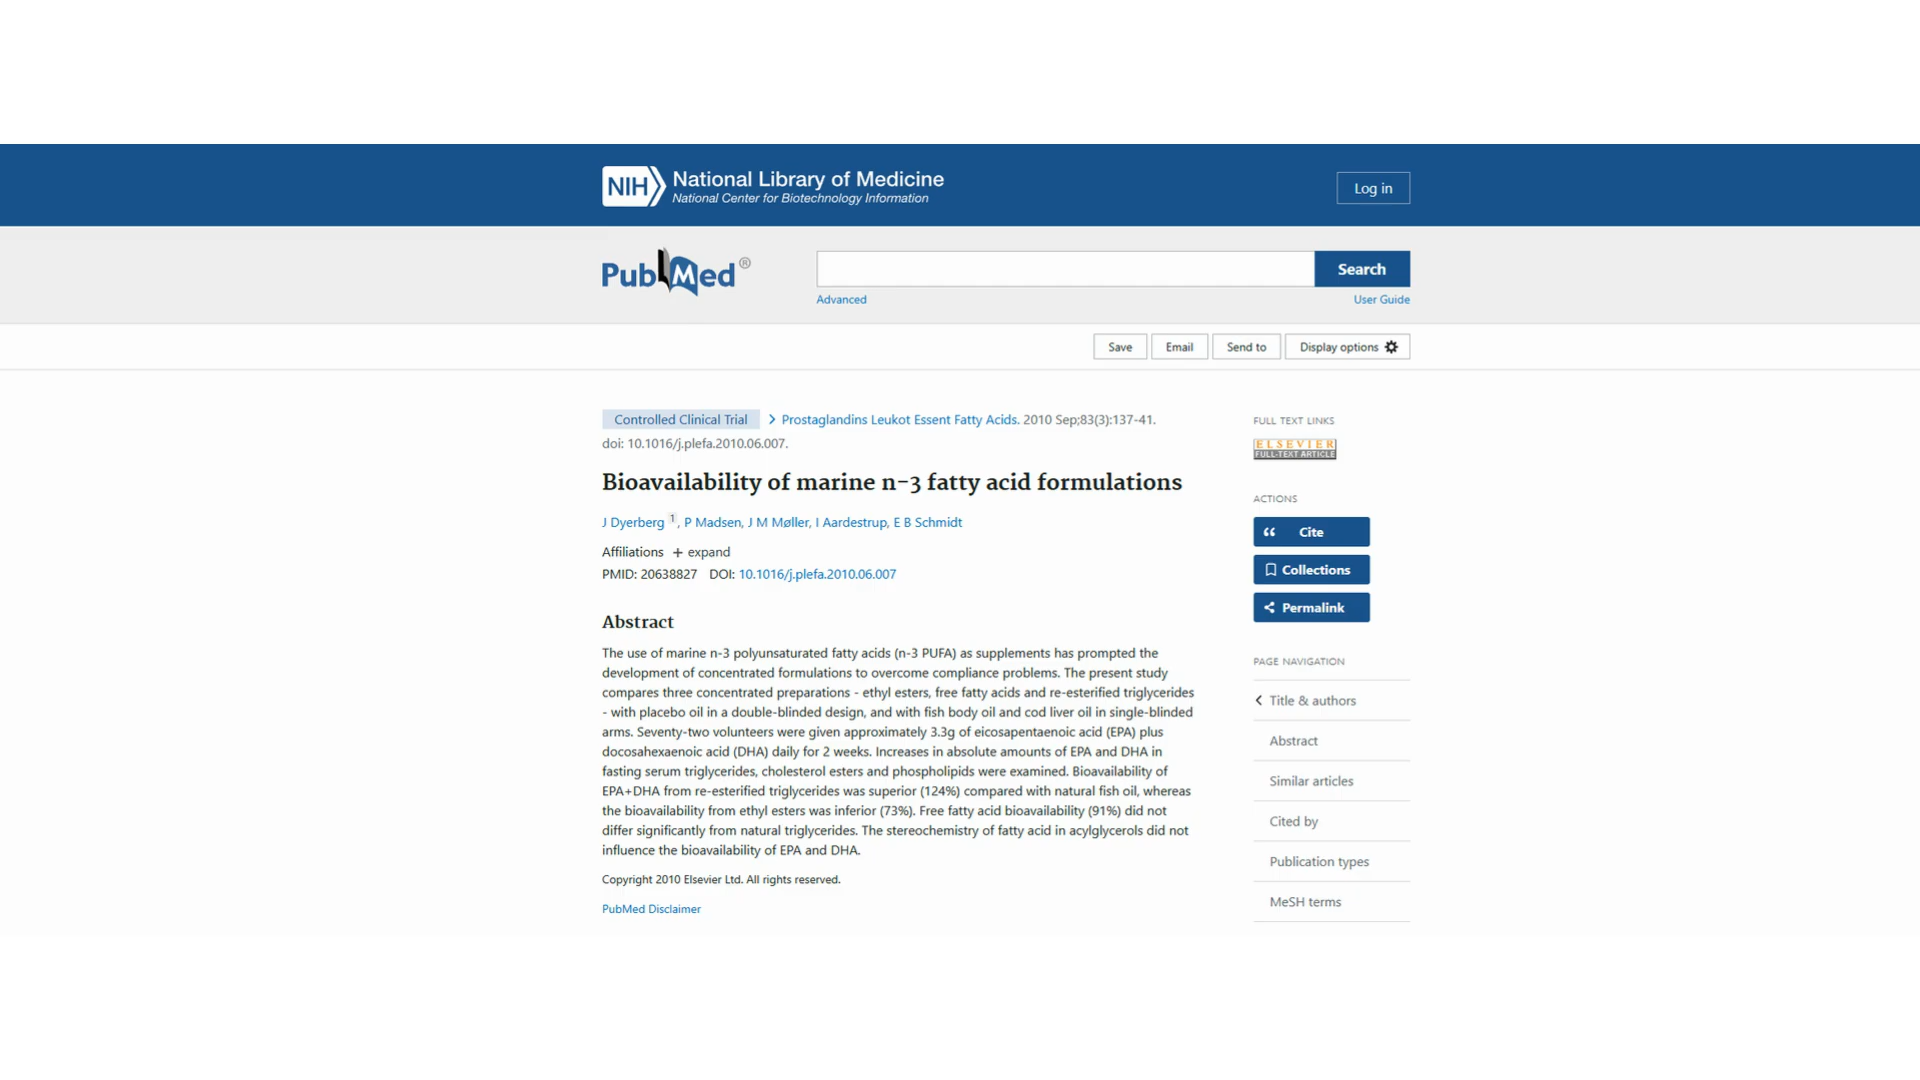 NIH National Library of Medicine
National Center for Biotechnology Information
Log in
PubMed®
Search
Advanced
User Guide
Save
Email
Send to
Display options
Controlled Clinical Trial > Prostaglandins Leukot Essent Fatty Acids. 2010 Sep;83(3):137-41.
doi: 10.1016/j.plefa.2010.06.007.
Bioavailability of marine n-3 fatty acid formulations
J Dyerberg 1, P Madsen, J M Møller, I Aardestrup, E B Schmidt
Affiliations + expand
PMID: 20638827 DOI: 10.1016/j.plefa.2010.06.007
Abstract
The use of marine n-3 polyunsaturated fatty acids (n-3 PUFA) as supplements has prompted the
development of concentrated formulations to overcome compliance problems. The present study
compares three concentrated preparations - ethyl esters, free fatty acids and re-esterified triglycerides
- with placebo oil in a double-blinded design, and with fish body oil and cod liver oil in single-blinded
arms. Seventy-two volunteers were given approximately 3.3g of eicosapentaenoic acid (EPA) plus
docosahexaenoic acid (DHA) daily for 2 weeks. Increases in absolute amounts of EPA and DHA in
fasting serum triglycerides, cholesterol esters and phospholipids were examined. Bioavailability of
EPA+DHA from re-esterified triglycerides was superior (124%) compared with natural fish oil, whereas
the bioavailability from ethyl esters was inferior (73%). Free fatty acid bioavailability (91%) did not
differ significantly from natural triglycerides. The stereochemistry of fatty acid in acylglycerols did not
influence the bioavailability of EPA and DHA.
Copyright 2010 Elsevier Ltd. All rights reserved.
PubMed Disclaimer
FULL TEXT LINKS
ELSEVIER
FULL-TEXT ARTICLE
ACTIONS
Cite
Collections
Permalink
PAGE NAVIGATION
Title & authors
Abstract
Similar articles
Cited by
Publication types
MeSH terms